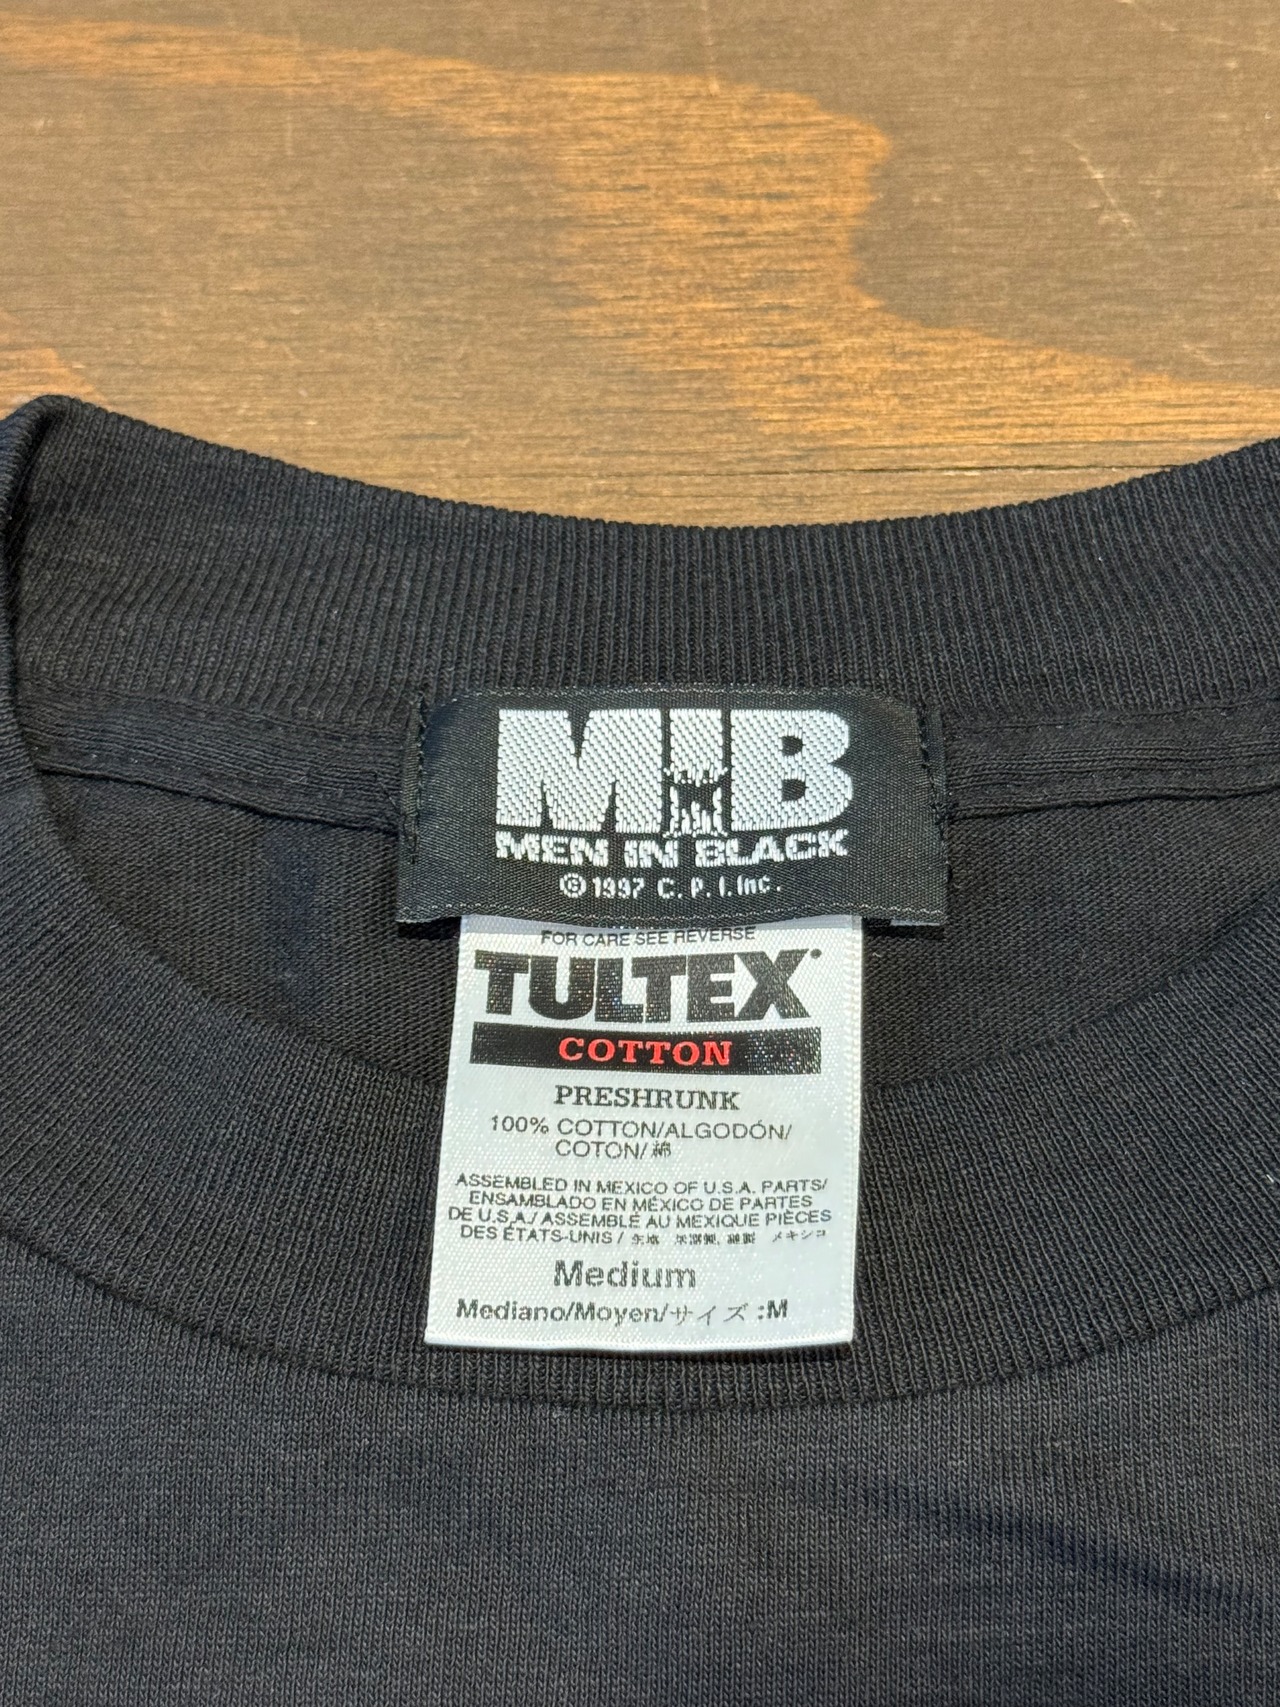 MIB
MEN IN BLACK
© 1997 C. P. I. Inc.
FOR CARE SEE REVERSE
TULTEX
COTTON
PRESHRUNK
100% COTTON/ALGODÓN/
COTON/綿
ASSEMBLED IN MEXICO OF U.S.A. PARTS/
ENSAMBLADO EN MÉXICO DE PARTES
DE U.S.A./ASSEMBLÉ AU MEXIQUE PIÈCES
DES ÉTATS-UNIS / メキシコ
Medium
Mediano/Moyen/サイズ :M